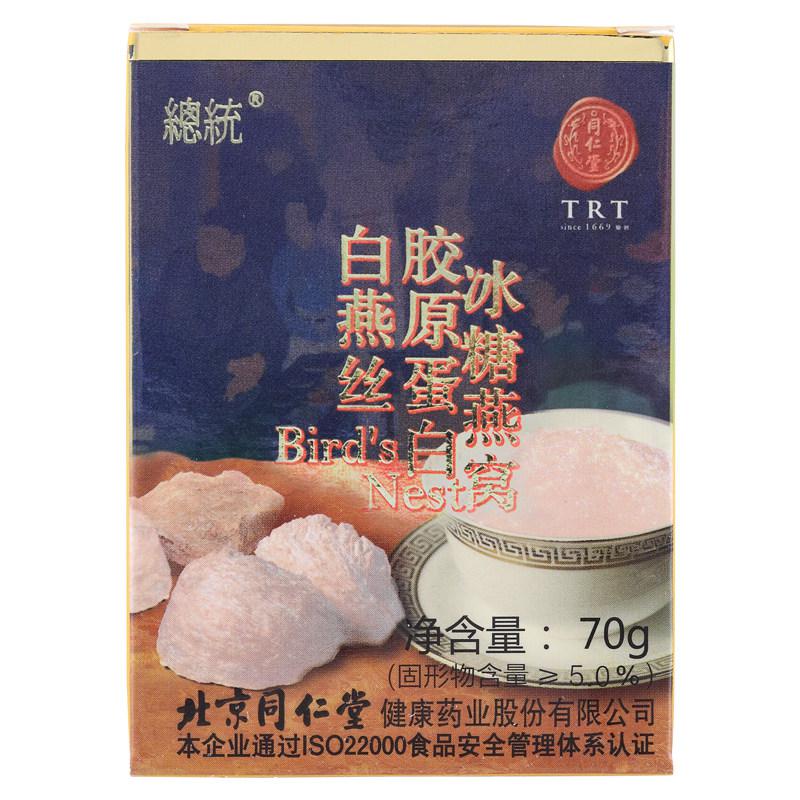 總統®
同仁堂
TRT
since 1669
冰糖燕窝
胶原蛋白
白燕丝
Bird's
Nest
净含量：70g
(固形物含量≥5.0%)
北京同仁堂健康药业股份有限公司
本企业通过ISO22000食品安全管理体系认证